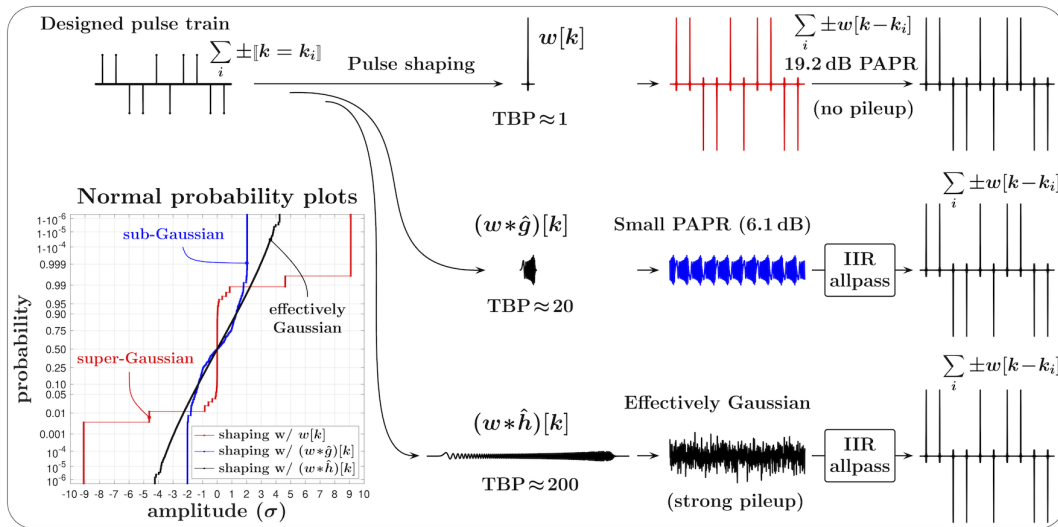 Designed pulse train
∑ ±⟦k = k_i⟧
i
Pulse shaping
w[k]
TBP≈1
∑ ±w[k−k_i]
i
19.2 dB PAPR
(no pileup)
(w∗ĝ)[k]
TBP≈20
Small PAPR (6.1 dB)
IIR
allpass
∑ ±w[k−k_i]
i
(w∗ĥ)[k]
TBP≈200
Effectively Gaussian
(strong pileup)
IIR
allpass
∑ ±w[k−k_i]
i
Normal probability plots
probability
1-10^-6
1-10^-5
1-10^-4
0.999
0.99
0.95
0.90
0.75
0.50
0.25
0.10
0.05
0.01
0.001
10^-4
10^-5
10^-6
sub-Gaussian
effectively
Gaussian
super-Gaussian
shaping w/ w[k]
shaping w/ (w∗ĝ)[k]
shaping w/ (w∗ĥ)[k]
-10 -9 -8 -7 -6 -5 -4 -3 -2 -1 0 1 2 3 4 5 6 7 8 9 10
amplitude (σ)